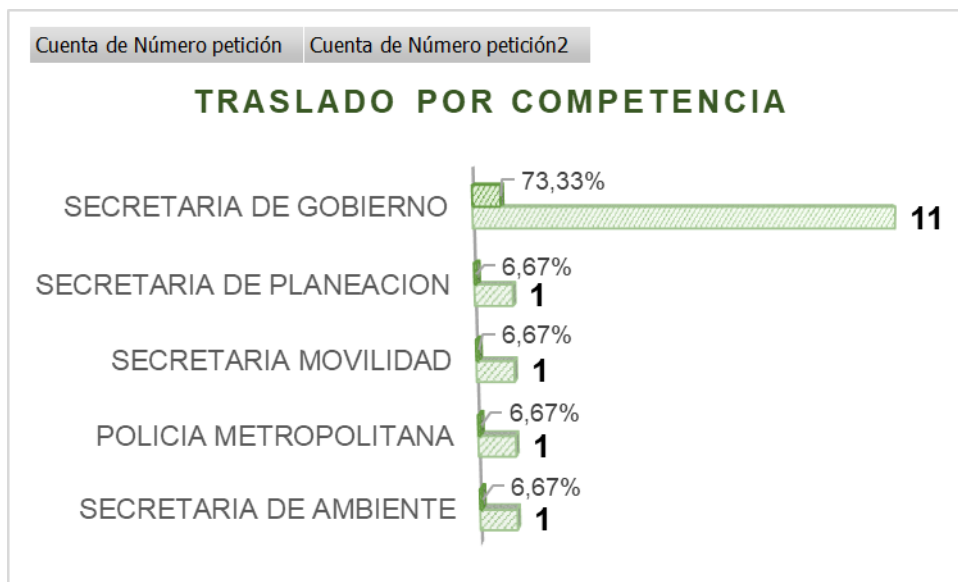 Cuenta de Número petición Cuenta de Número petición2
TRASLADO POR COMPETENCIA
SECRETARIA DE GOBIERNO 73,33% 11
SECRETARIA DE PLANEACION 6,67% 1
SECRETARIA MOVILIDAD 6,67% 1
POLICIA METROPOLITANA 6,67% 1
SECRETARIA DE AMBIENTE 6,67% 1